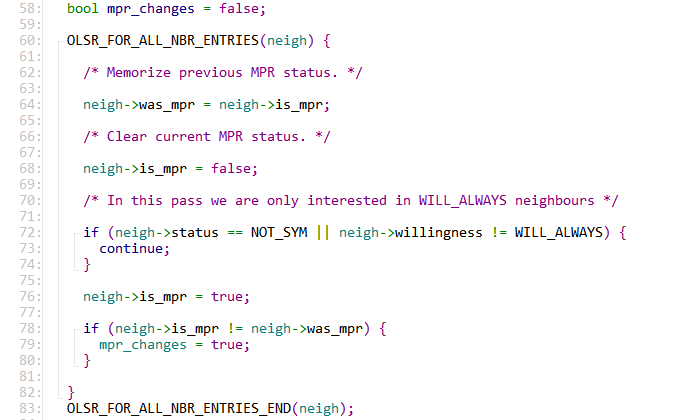 58: bool mpr_changes = false;
59:
60: OLSR_FOR_ALL_NBR_ENTRIES(neigh) {
61:
62: /* Memorize previous MPR status. */
63:
64: neigh->was_mpr = neigh->is_mpr;
65:
66: /* Clear current MPR status. */
67:
68: neigh->is_mpr = false;
69:
70: /* In this pass we are only interested in WILL_ALWAYS neighbours */
71:
72: if (neigh->status == NOT_SYM || neigh->willingness != WILL_ALWAYS) {
73: continue;
74: }
75:
76: neigh->is_mpr = true;
77:
78: if (neigh->is_mpr != neigh->was_mpr) {
79: mpr_changes = true;
80: }
81:
82: }
83: OLSR_FOR_ALL_NBR_ENTRIES_END(neigh);